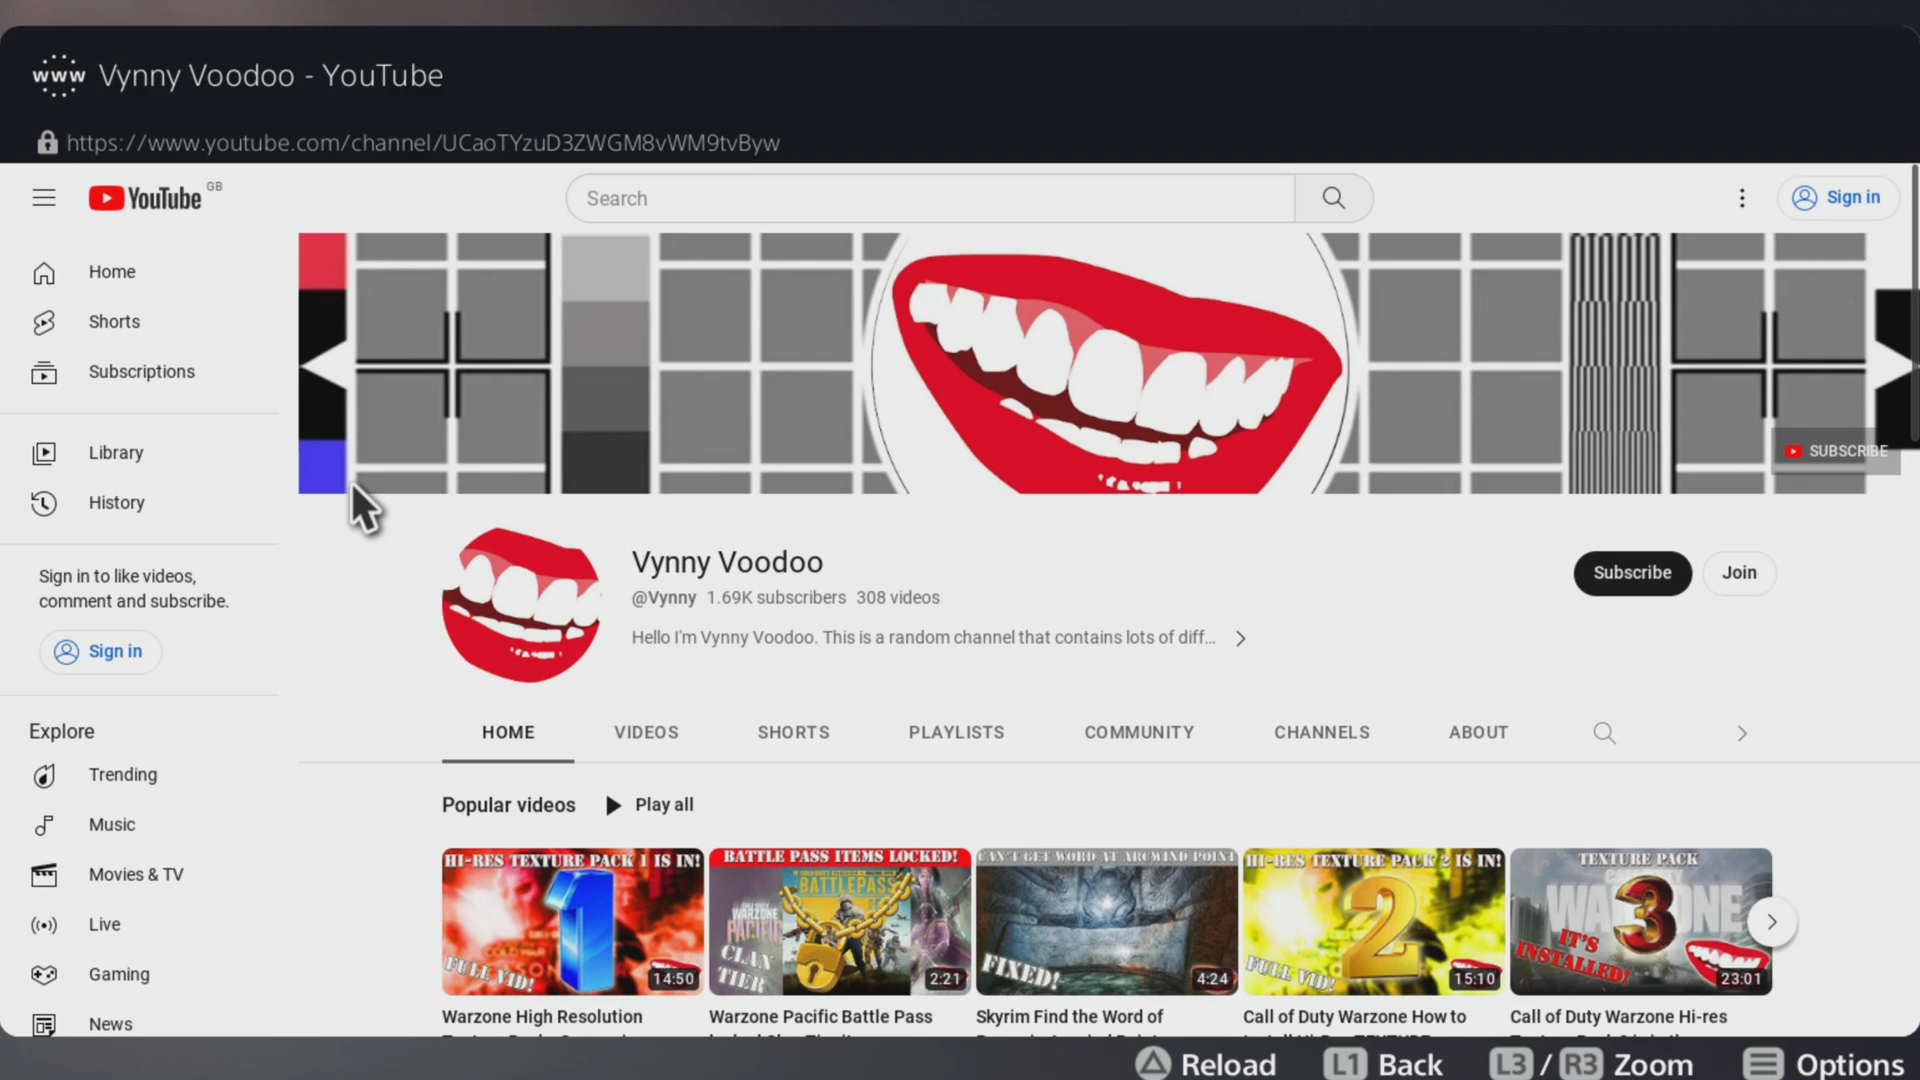 www Vynny Voodoo - YouTube
https://www.youtube.com/channel/UCaoTYzuD3ZWGM8vWM9tvByw
YouTube GB
Search
Sign in
Home
Shorts
Subscriptions
Library
History
Sign in to like videos,
comment and subscribe.
Sign in
Explore
Trending
Music
Movies & TV
Live
Gaming
News
SUBSCRIBE
Vynny Voodoo
@Vynny 1.69K subscribers 308 videos
Hello I'm Vynny Voodoo. This is a random channel that contains lots of diff...
Subscribe
Join
HOME VIDEOS SHORTS PLAYLISTS COMMUNITY CHANNELS ABOUT
Popular videos Play all
HI-RES TEXTURE PACK 1 IS IN!
1
FULL VID!
14:50
Warzone High Resolution
BATTLE PASS ITEMS LOCKED!
BATTLEPASS
WARZONE
PACIFIC
CLAN
TIER
2:21
Warzone Pacific Battle Pass
CAN'T GET WORD AT ARCWIND POINT
FIXED!
4:24
Skyrim Find the Word of
HI-RES TEXTURE PACK 2 IS IN!
2
FULL VID!
15:10
Call of Duty Warzone How to
TEXTURE PACK
WARZONE
3
IT'S
INSTALLED!
23:01
Call of Duty Warzone Hi-res
Reload L1 Back L3 / R3 Zoom Options